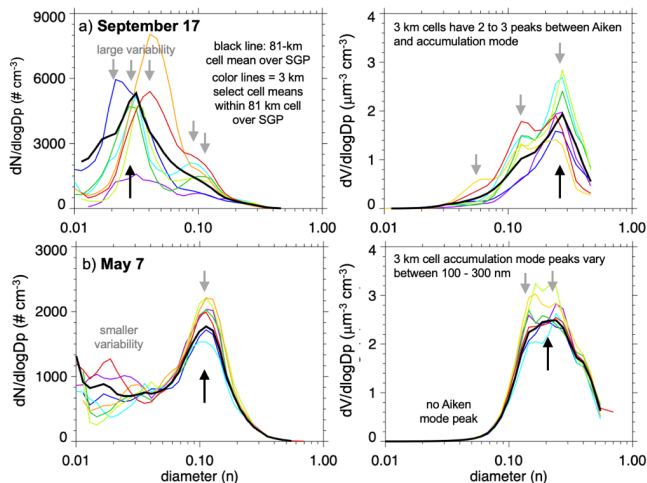 a) September 17
large variability
black line: 81-km
cell mean over SGP
color lines = 3 km
select cell means
within 81 km cell
over SGP
dN/dlogDp (# cm-3)
9000
6000
3000
0
0.01
0.10
1.00
3 km cells have 2 to 3 peaks between Aiken
and accumulation mode
dV/dlogDp (μm-3 cm-3)
4
3
2
1
0
0.01
0.10
1.00
b) May 7
smaller
variability
dN/dlogDp (# cm-3)
3000
2000
1000
0
0.01
0.10
1.00
diameter (n)
3 km cell accumulation mode peaks vary
between 100 - 300 nm
no Aiken
mode peak
dV/dlogDp (μm-3 cm-3)
4
3
2
1
0
0.01
0.10
1.00
diameter (n)